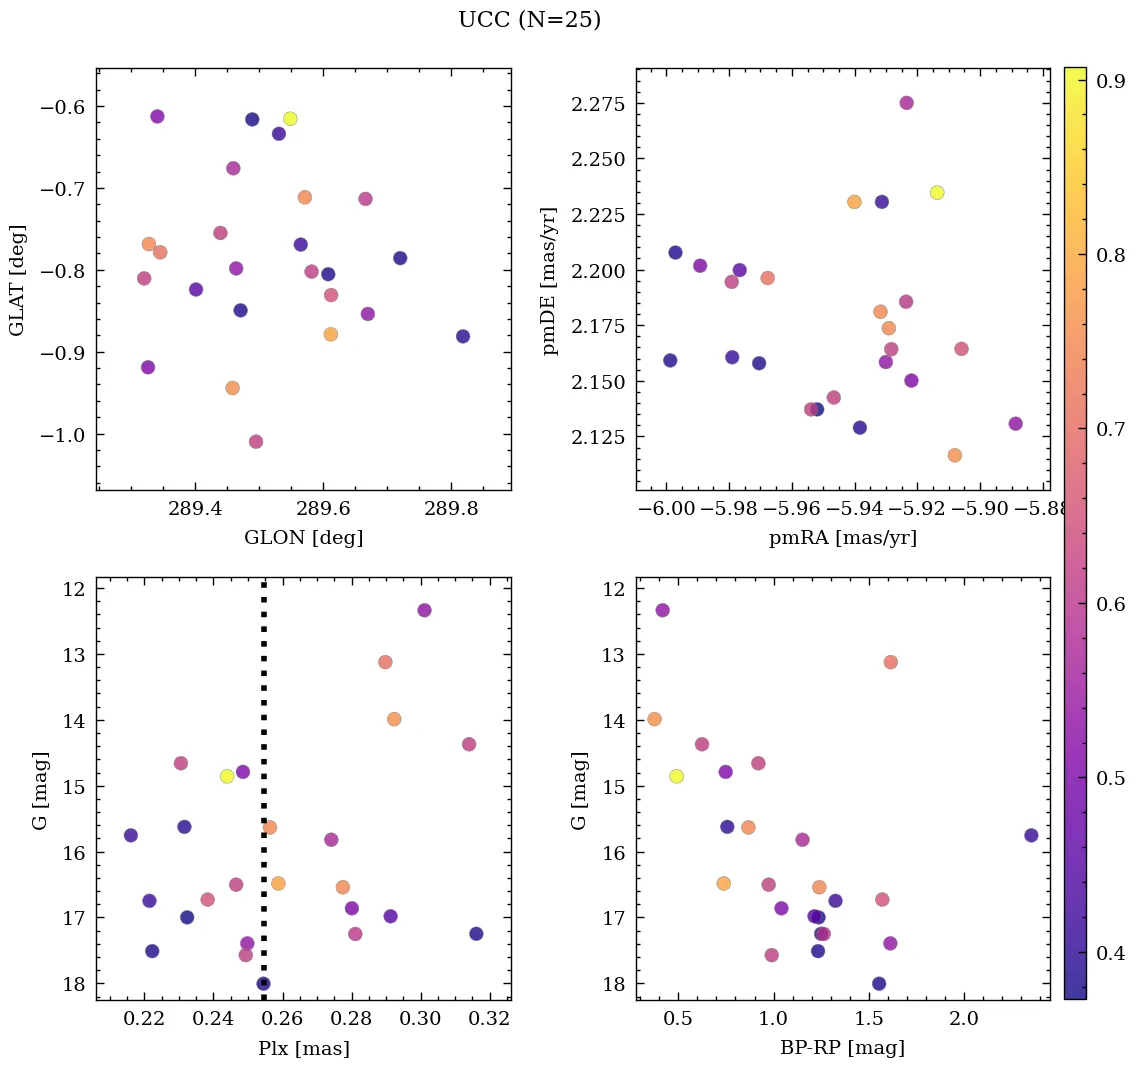 UCC (N=25)
−0.6
−0.7
−0.8
−0.9
−1.0
GLAT [deg]
289.4 289.6 289.8
GLON [deg]
2.275
2.250
2.225
2.200
2.175
2.150
2.125
pmDE [mas/yr]
−6.00 −5.98 −5.96 −5.94 −5.92 −5.90 −5.88
pmRA [mas/yr]
12
13
14
15
16
17
18
G [mag]
0.22 0.24 0.26 0.28 0.30 0.32
Plx [mas]
12
13
14
15
16
17
18
G [mag]
0.5 1.0 1.5 2.0
BP-RP [mag]
0.9
0.8
0.7
0.6
0.5
0.4